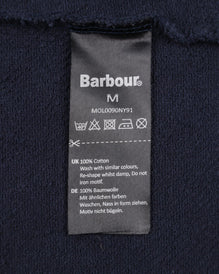 Barbour®
M
MOL0090NY91
UK 100% Cotton
Wash with similar colours,
Re-shape whilst damp, Do not
iron motif.
DE 100% Baumwolle
Mit ähnlichen farben
Waschen, Nass in form ziehen,
Motiv nicht bügeln.